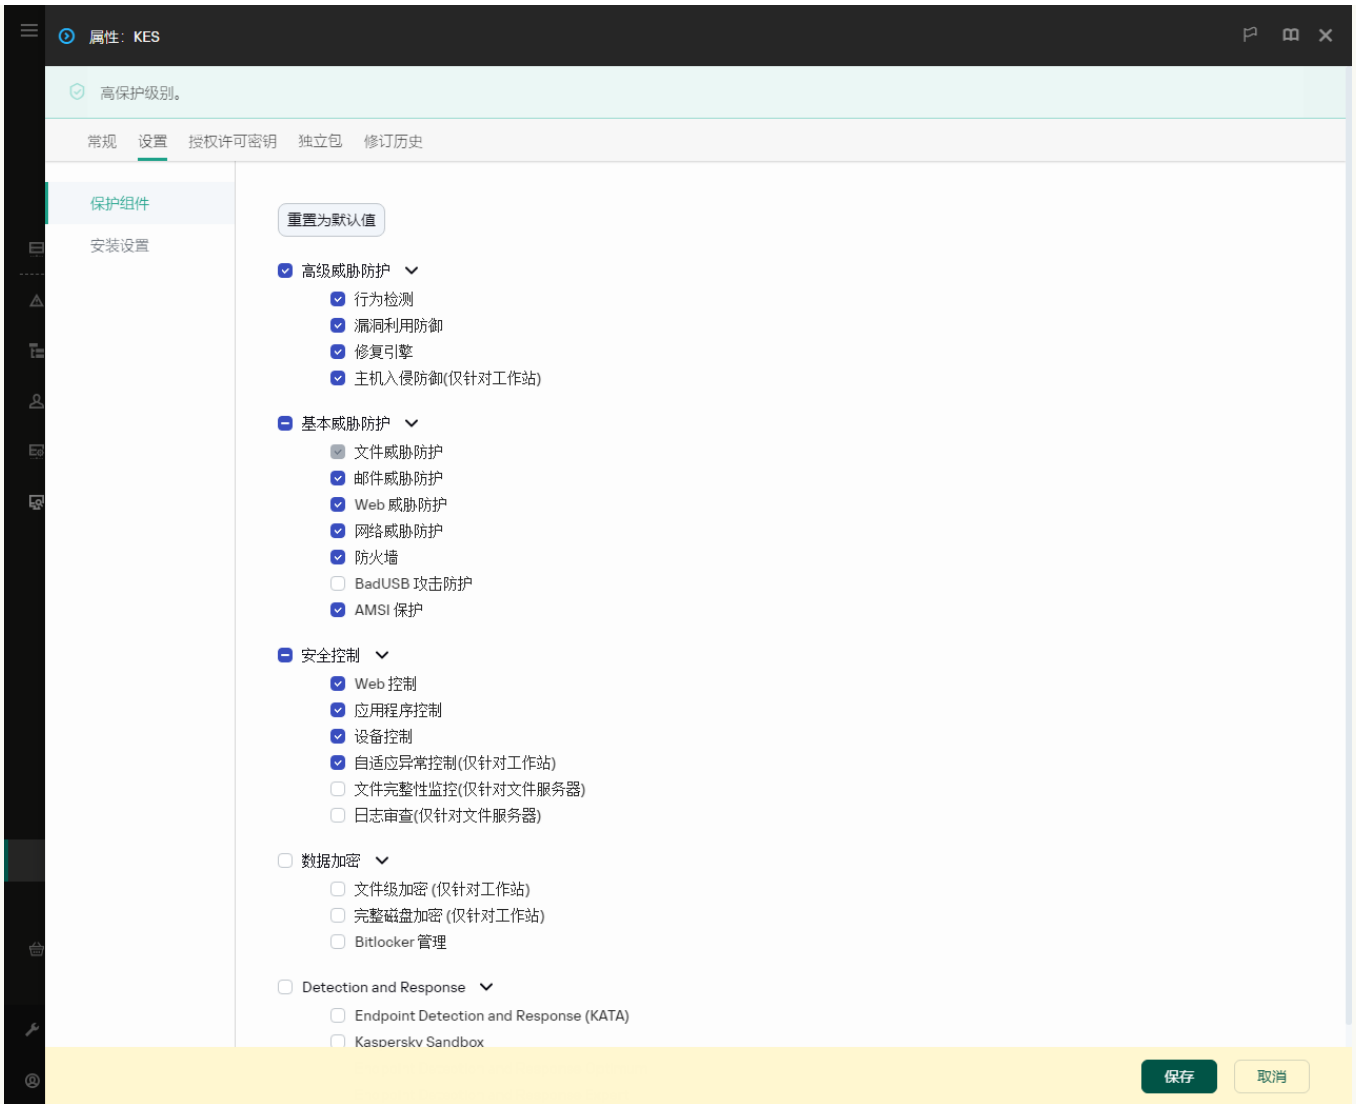 属性：KES
高保护级别。
常规 设置 授权许可密钥 独立包 修订历史
保护组件
安装设置
重置为默认值
高级威胁防护
行为检测
漏洞利用防御
修复引擎
主机入侵防御(仅针对工作站)
基本威胁防护
文件威胁防护
邮件威胁防护
Web 威胁防护
网络威胁防护
防火墙
BadUSB 攻击防护
AMSI 保护
安全控制
Web 控制
应用程序控制
设备控制
自适应异常控制(仅针对工作站)
文件完整性监控(仅针对文件服务器)
日志审查(仅针对文件服务器)
数据加密
文件级加密 (仅针对工作站)
完整磁盘加密 (仅针对工作站)
Bitlocker 管理
Detection and Response
Endpoint Detection and Response (KATA)
Kaspersky Sandbox
保存 取消